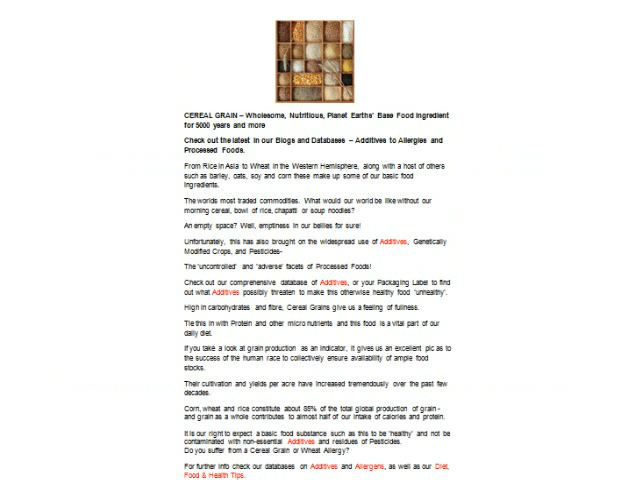 CEREAL GRAIN – Wholesome, Nutritious, Planet Earths' Base Food Ingredient
for 5000 years and more
Check out the latest in our Blogs and Databases – Additives to Allergies and
Processed Foods.
From Rice in Asia to Wheat in the Western Hemisphere, along with a host of others
such as barley, oats, soy and corn these make up some of our basic food
ingredients.
The worlds most traded commodities. What would our world be like without our
morning cereal, bowl of rice, chapatti or soup noodles?
An empty space? Well, emptiness in our bellies for sure!
Unfortunately, this has also brought on the widespread use of Additives, Genetically
Modified Crops, and Pesticides-
The 'uncontrolled' and 'adverse' facets of Processed Foods!
Check out our comprehensive database of Additives, or your Packaging Label to find
out what Additives possibly threaten to make this otherwise healthy food 'unhealthy'.
High in carbohydrates and fibre, Cereal Grains give us a feeling of fullness.
Tie this in with Protein and other micro nutrients and this food is a vital part of our
daily diet.
If you take a look at grain production as an indicator, it gives us an excellent pic as to
the success of the human race to collectively ensure availability of ample food
stocks.
Their cultivation and yields per acre have increased tremendously over the past few
decades.
Corn, wheat and rice constitute about 85% of the total global production of grain -
and grain as a whole contributes to almost half of our intake of calories and protein.
It is our right to expect a basic food substance such as this to be 'healthy' and not be
contaminated with non-essential Additives and residues of Pesticides.
Do you suffer from a Cereal Grain or Wheat Allergy?
For further info check our databases on Additives and Allergens, as well as our Diet,
Food & Health Tips.